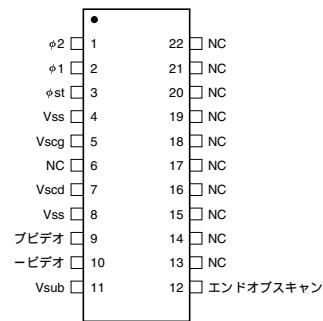 φ2 1 22 NC
φ1 2 21 NC
φst 3 20 NC
Vss 4 19 NC
Vscg 5 18 NC
NC 6 17 NC
Vscd 7 16 NC
Vss 8 15 NC
ブビデオ 9 14 NC
ービデオ 10 13 NC
Vsub 11 12 エンドオブスキャン